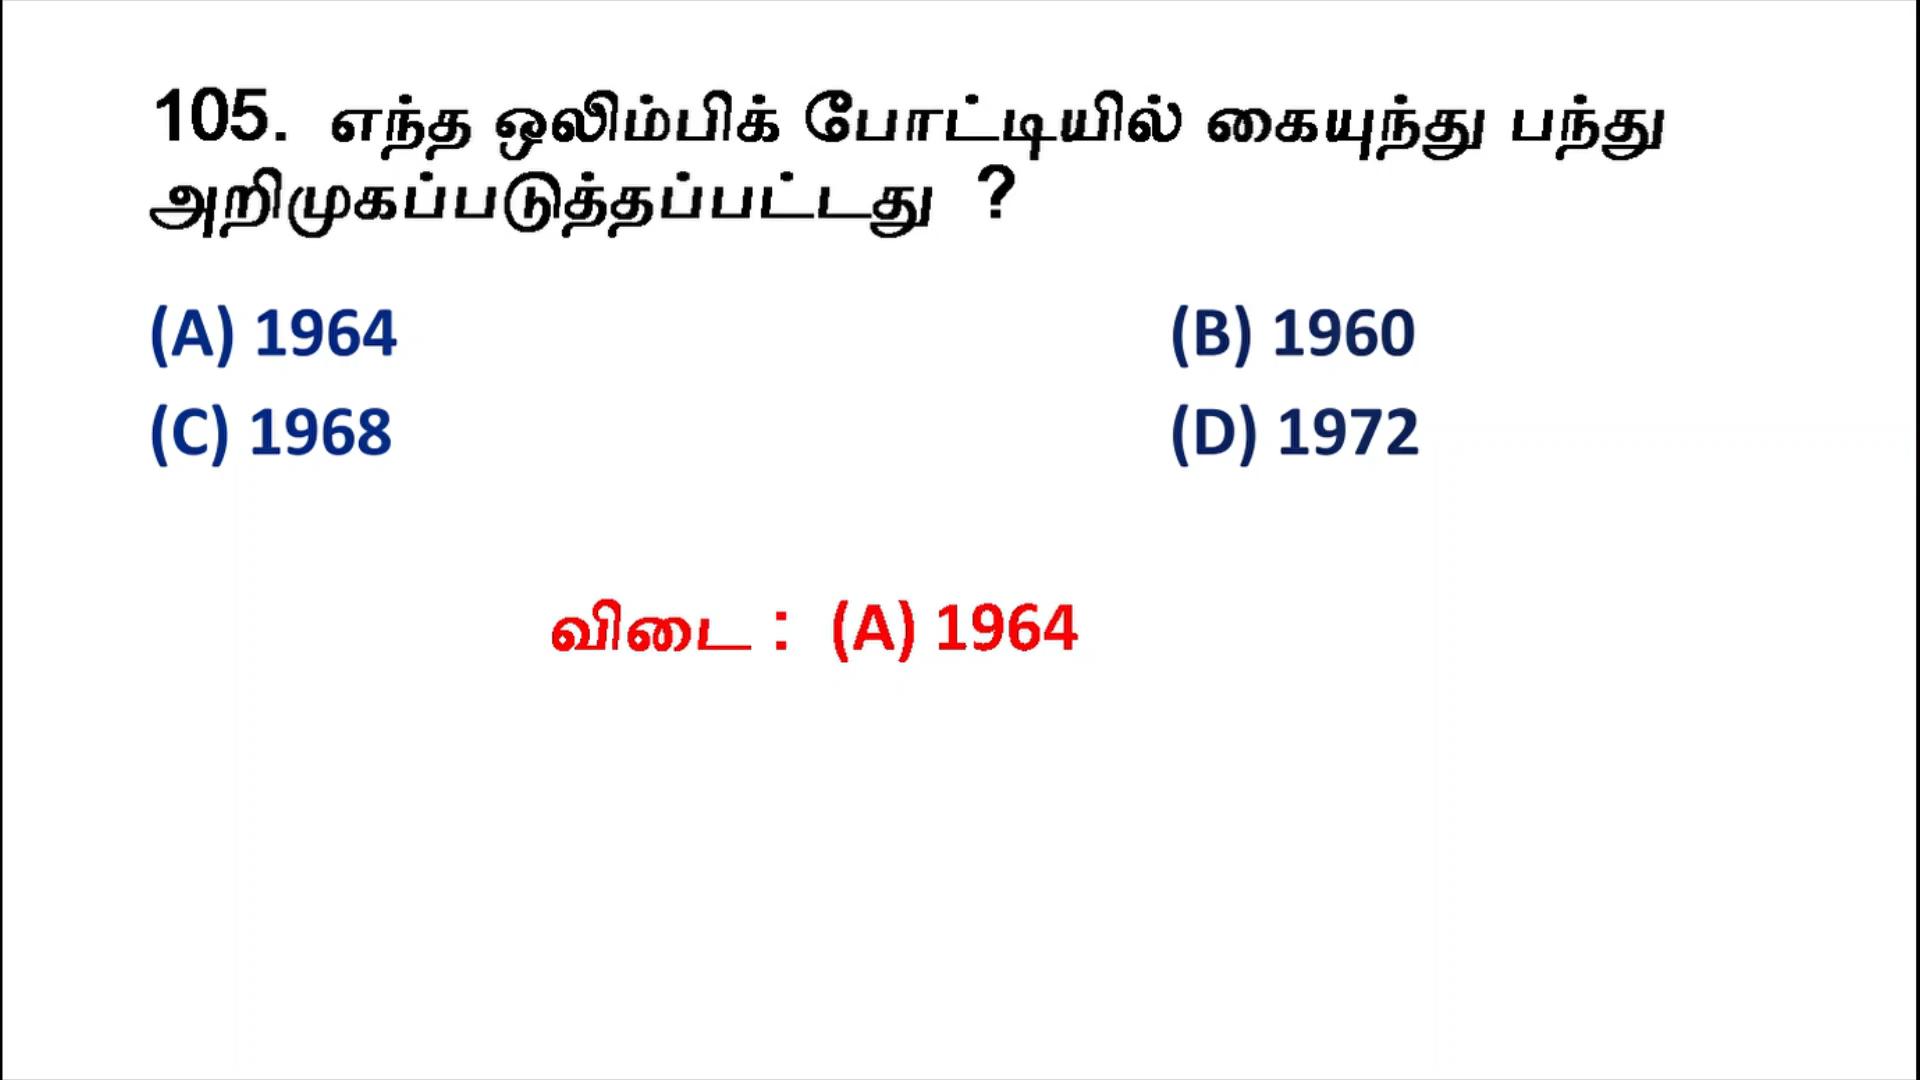 105. எந்த ஒலிம்பிக் போட்டியில் கையுந்து பந்து
அறிமுகப்படுத்தப்பட்டது ?
(A) 1964 (B) 1960
(C) 1968 (D) 1972
விடை : (A) 1964